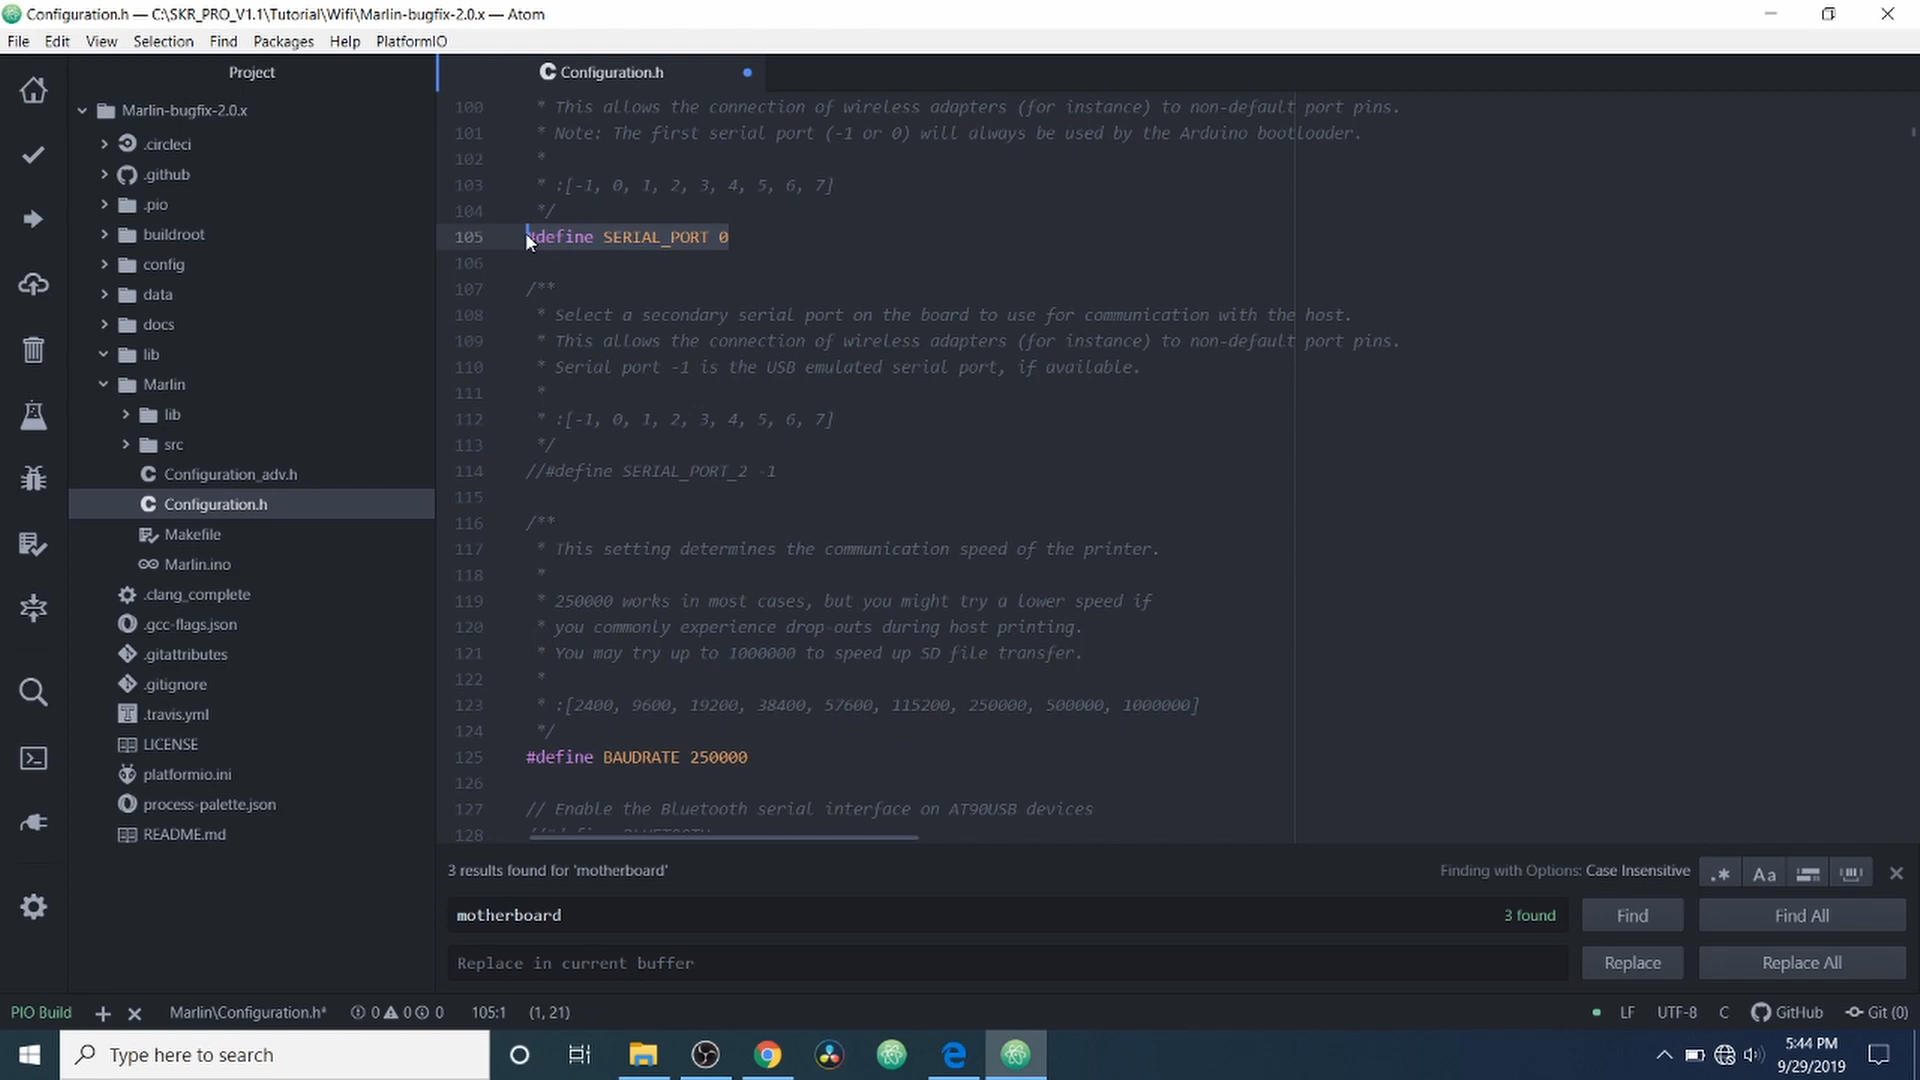 Configuration.h — C:\SKR_PRO_V1.1\Tutorial\Wifi\Marlin-bugfix-2.0.x — Atom
File Edit View Selection Find Packages Help PlatformIO
Project
Marlin-bugfix-2.0.x
.circleci
.github
.pio
buildroot
config
data
docs
lib
Marlin
lib
src
Configuration_adv.h
Configuration.h
Makefile
Marlin.ino
.clang_complete
.gcc-flags.json
.gitattributes
.gitignore
.travis.yml
LICENSE
platformio.ini
process-palette.json
README.md
Configuration.h
100 * This allows the connection of wireless adapters (for instance) to non-default port pins.
101 * Note: The first serial port (-1 or 0) will always be used by the Arduino bootloader.
102 *
103 * :[-1, 0, 1, 2, 3, 4, 5, 6, 7]
104 */
105 #define SERIAL_PORT 0
106
107 /**
108 * Select a secondary serial port on the board to use for communication with the host.
109 * This allows the connection of wireless adapters (for instance) to non-default port pins.
110 * Serial port -1 is the USB emulated serial port, if available.
111 *
112 * :[-1, 0, 1, 2, 3, 4, 5, 6, 7]
113 */
114 //#define SERIAL_PORT_2 -1
115
116 /**
117 * This setting determines the communication speed of the printer.
118 *
119 * 250000 works in most cases, but you might try a lower speed if
120 * you commonly experience drop-outs during host printing.
121 * You may try up to 1000000 to speed up SD file transfer.
122 *
123 * :[2400, 9600, 19200, 38400, 57600, 115200, 250000, 500000, 1000000]
124 */
125 #define BAUDRATE 250000
126
127 // Enable the Bluetooth serial interface on AT90USB devices
128
3 results found for 'motherboard'
Finding with Options: Case Insensitive
.* Aa
motherboard 3 found Find Find All
Replace in current buffer Replace Replace All
PIO Build + × Marlin\Configuration.h* 0 0 0 105:1 (1, 21) LF UTF-8 C GitHub Git (0)
Type here to search
5:44 PM
9/29/2019